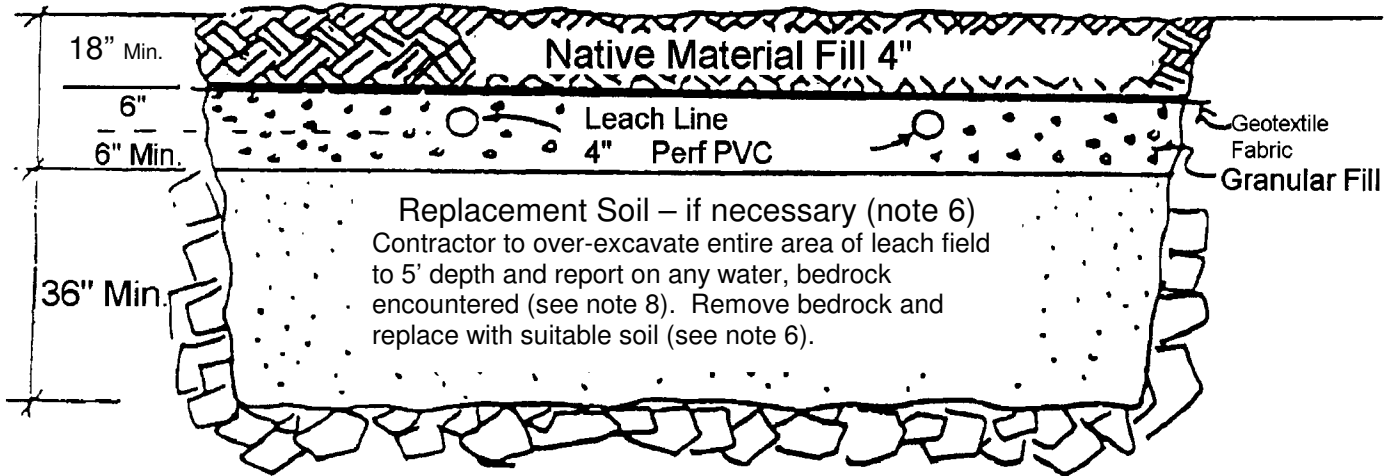 18” Min.
Native Material Fill 4"
6"
Leach Line
6" Min.
4" Perf PVC
Geotextile
Fabric
Granular Fill
Replacement Soil – if necessary (note 6)
Contractor to over-excavate entire area of leach field
to 5’ depth and report on any water, bedrock
encountered (see note 8). Remove bedrock and
replace with suitable soil (see note 6).
36" Min.